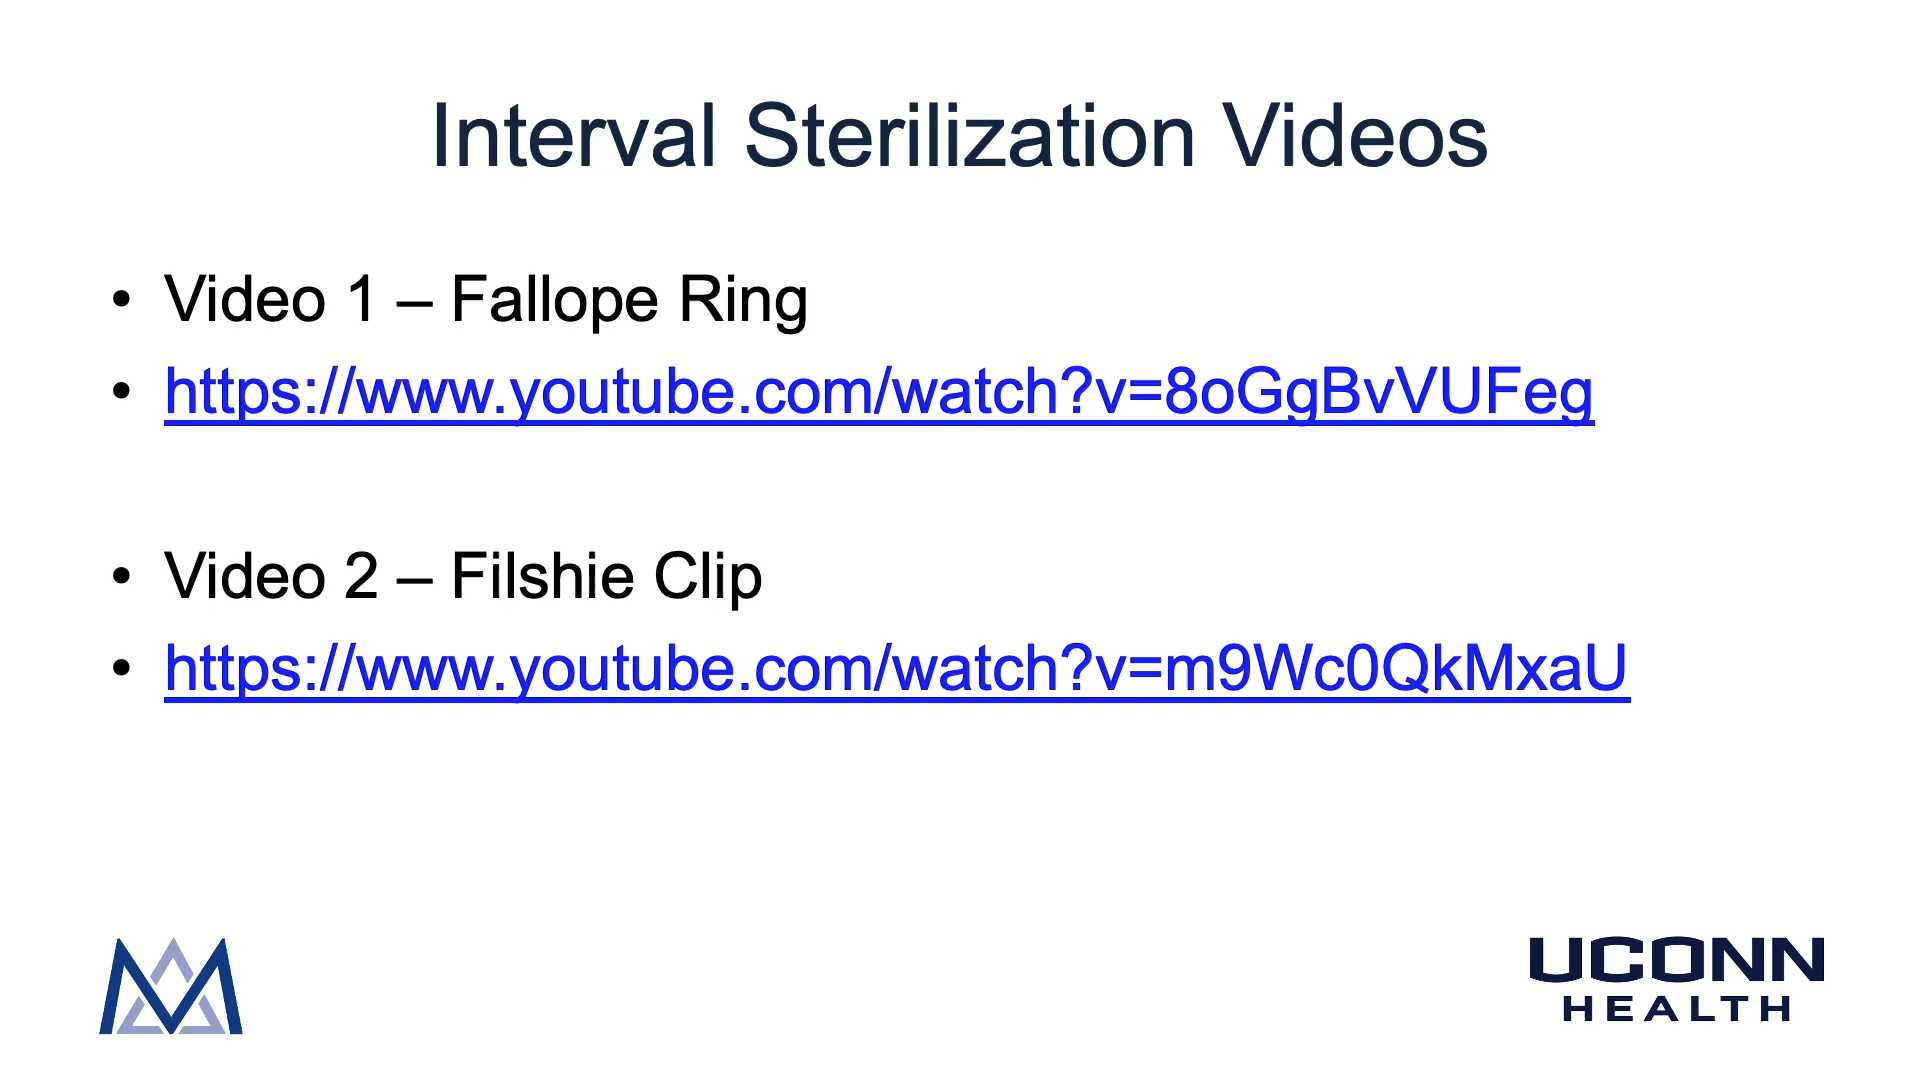 Interval Sterilization Videos
• Video 1 – Fallope Ring
• https://www.youtube.com/watch?v=8oGgBvVUFeg
• Video 2 – Filshie Clip
• https://www.youtube.com/watch?v=m9Wc0QkMxaU
UCONN
HEALTH